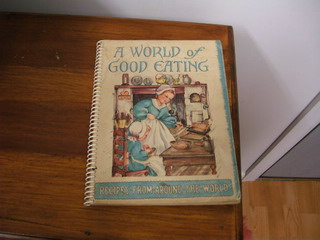 A WORLD of
GOOD EATING
RECIPES FROM AROUND THE WORLD